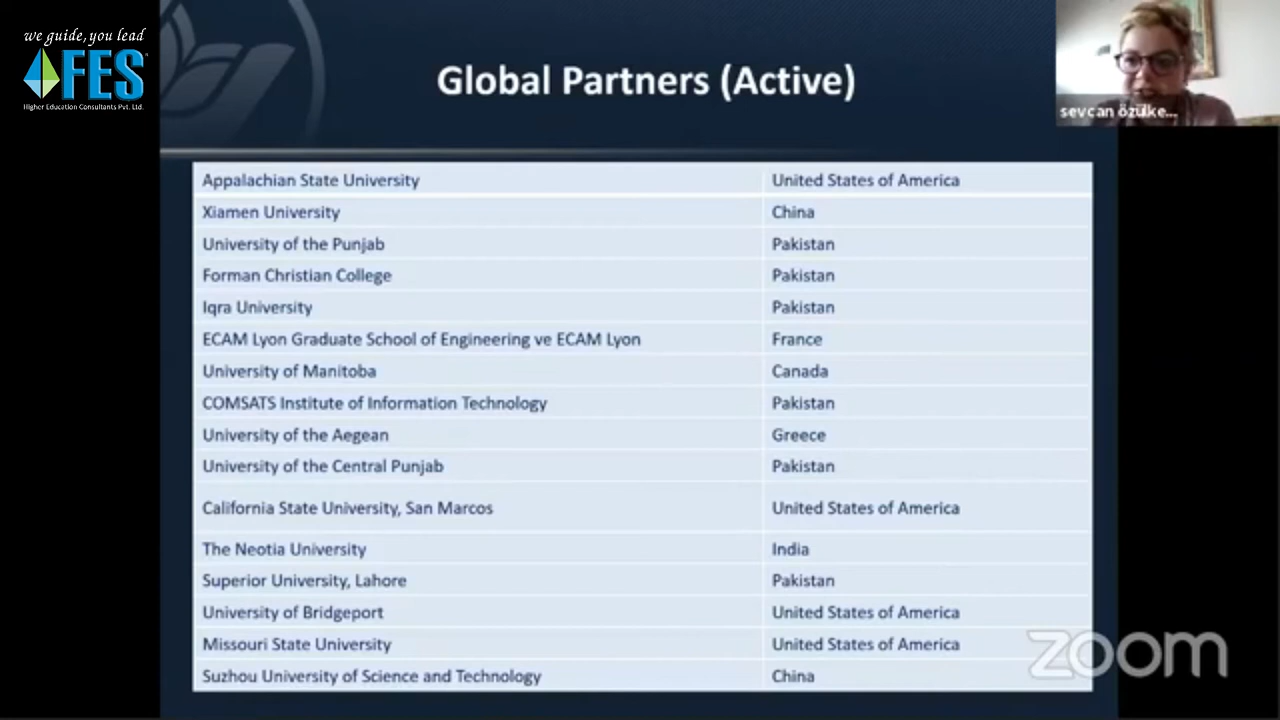 we guide, you lead
FES
Higher Education Consultants Pvt. Ltd.
Global Partners (Active)
sevcan özülke...
Appalachian State University United States of America
Xiamen University China
University of the Punjab Pakistan
Forman Christian College Pakistan
Iqra University Pakistan
ECAM Lyon Graduate School of Engineering ve ECAM Lyon France
University of Manitoba Canada
COMSATS Institute of Information Technology Pakistan
University of the Aegean Greece
University of the Central Punjab Pakistan
California State University, San Marcos United States of America
The Neotia University India
Superior University, Lahore Pakistan
University of Bridgeport United States of America
Missouri State University United States of America
Suzhou University of Science and Technology China
zoom